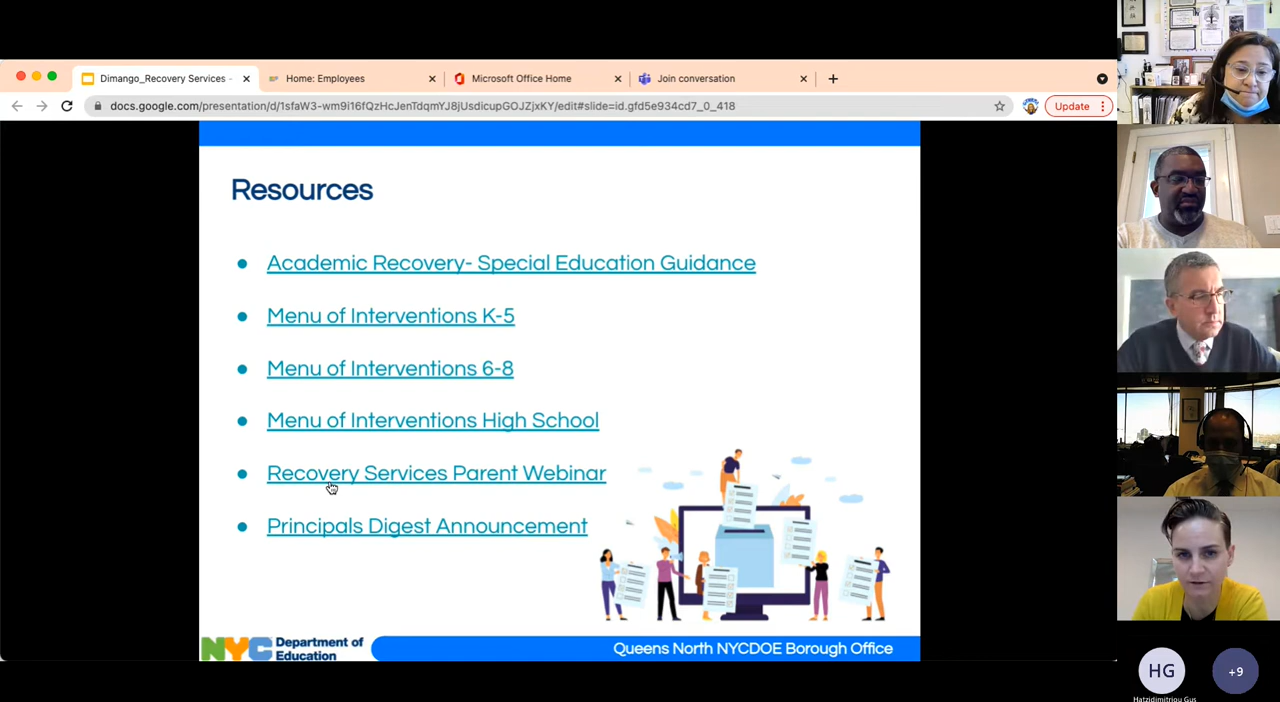 Dimango_Recovery Services -
Home: Employees
Microsoft Office Home
Join conversation
docs.google.com/presentation/d/1sfaW3-wm9i16fQzHcJenTdqmYJ8jUsdicupGOJZjxKY/edit#slide=id.gfd5e934cd7_0_418
Update
Resources
Academic Recovery- Special Education Guidance
Menu of Interventions K-5
Menu of Interventions 6-8
Menu of Interventions High School
Recovery Services Parent Webinar
Principals Digest Announcement
NYC Department of
Education
Queens North NYCDOE Borough Office
HG
+9
Hatzidimitriou Gus